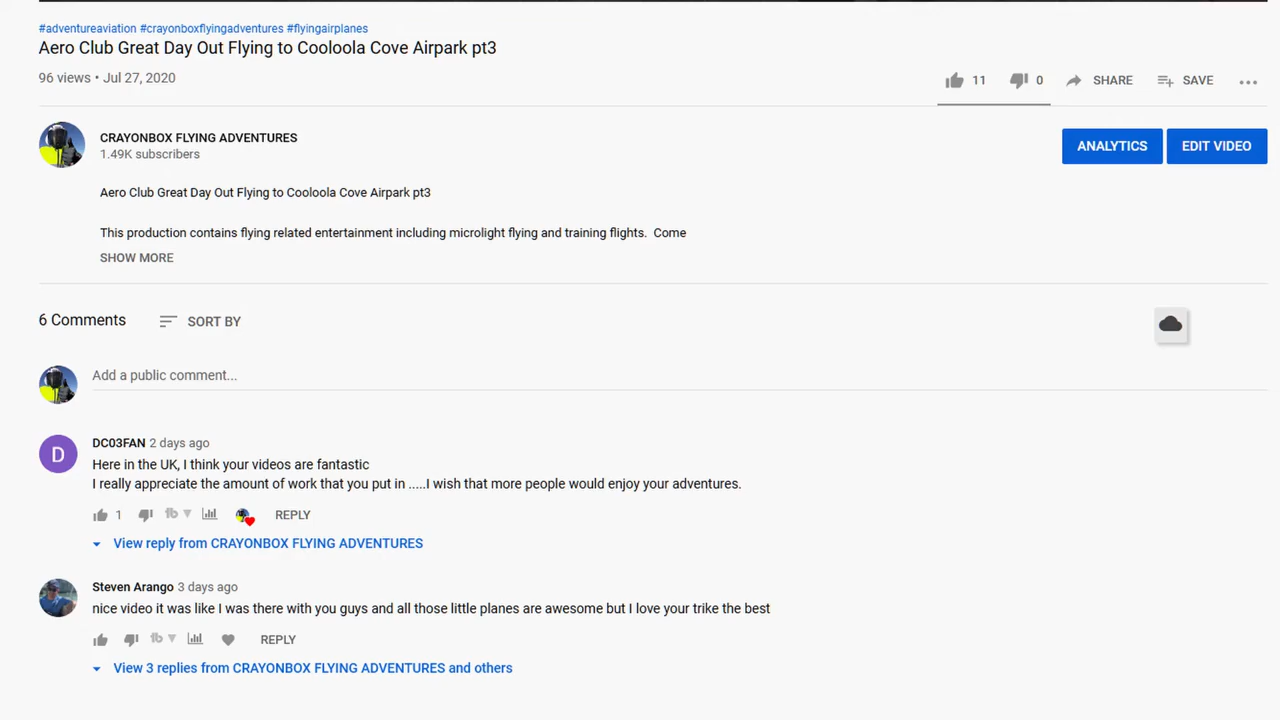 #adventureaviation #crayonboxflyingadventures #flyingairplanes
Aero Club Great Day Out Flying to Cooloola Cove Airpark pt3
96 views • Jul 27, 2020
11
0
SHARE
SAVE
CRAYONBOX FLYING ADVENTURES
1.49K subscribers
ANALYTICS
EDIT VIDEO
Aero Club Great Day Out Flying to Cooloola Cove Airpark pt3
This production contains flying related entertainment including microlight flying and training flights. Come
SHOW MORE
6 Comments
SORT BY
Add a public comment...
D
DC03FAN 2 days ago
Here in the UK, I think your videos are fantastic
I really appreciate the amount of work that you put in .....I wish that more people would enjoy your adventures.
1
tb
REPLY
View reply from CRAYONBOX FLYING ADVENTURES
Steven Arango 3 days ago
nice video it was like I was there with you guys and all those little planes are awesome but I love your trike the best
tb
REPLY
View 3 replies from CRAYONBOX FLYING ADVENTURES and others